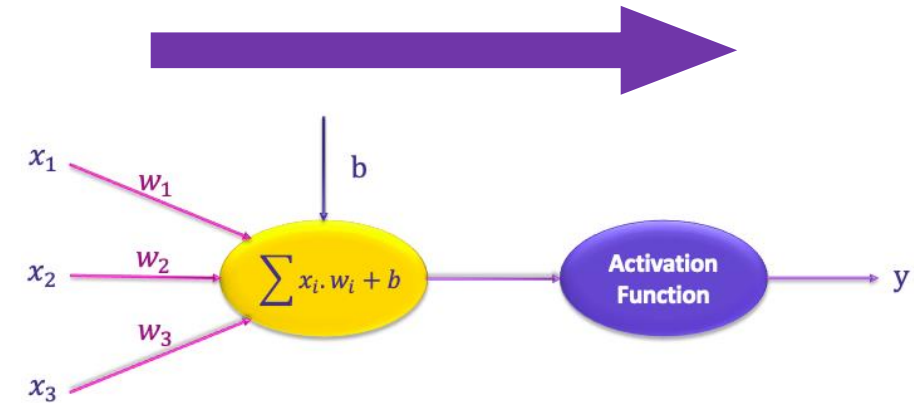 x₁
w₁
b
x₂
w₂
∑ xᵢ. wᵢ + b
Activation
Function
y
w₃
x₃